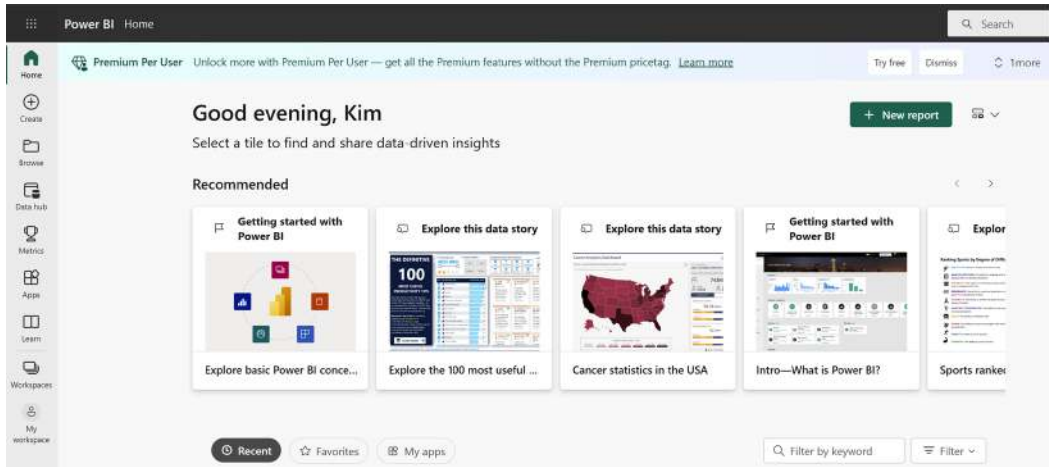 Power BI Home
Search
Premium Per User Unlock more with Premium Per User — get all the Premium features without the Premium pricetag. Learn more
Try free Dismiss 1more
Home
Create
Browse
Data hub
Metrics
Apps
Learn
Workspaces
My
workspace
Good evening, Kim
+ New report
Select a tile to find and share data-driven insights
Recommended
Getting started with
Power BI
Explore basic Power BI conce...
Explore this data story
THE DEFINITIVE
100
Explore the 100 most useful ...
Explore this data story
Cancer statistics in the USA
Getting started with
Power BI
Intro—What is Power BI?
Explor
Sports ranked
Recent Favorites My apps
Filter by keyword Filter